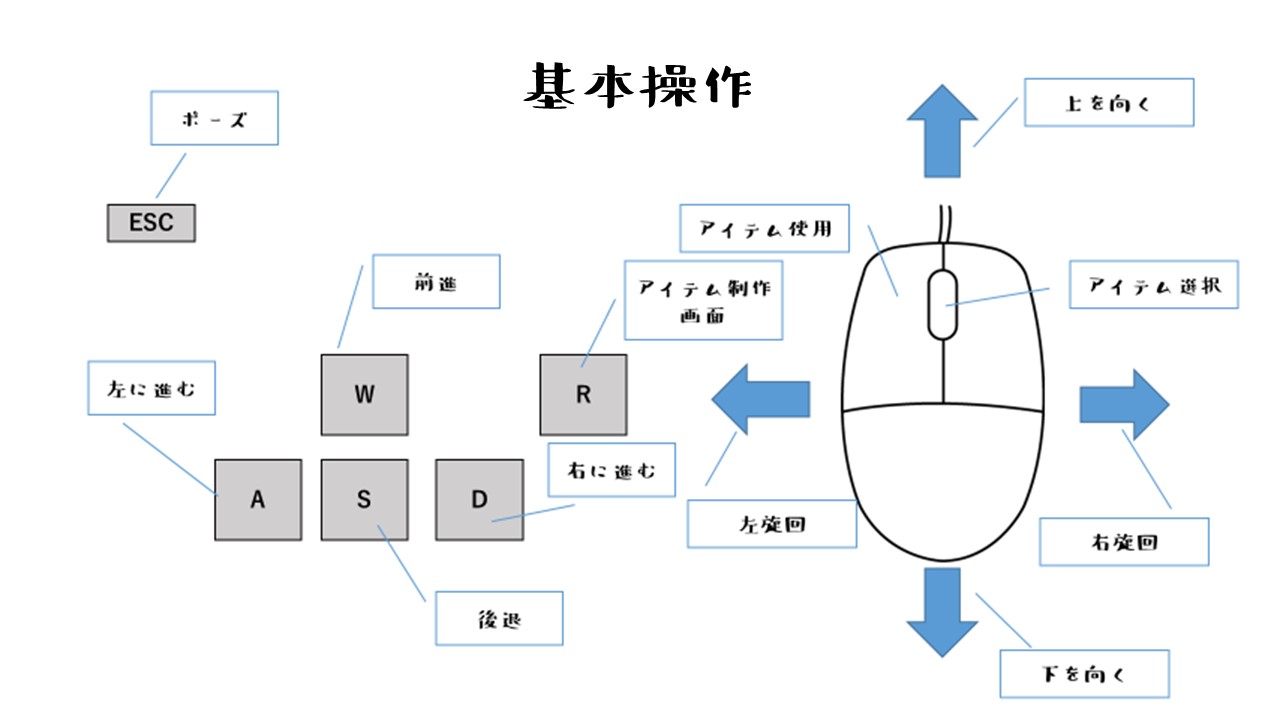 基本操作
ポーズ
ESC
前進
W
左に進む
A
S
D
後退
右に進む
R
アイテム制作
画面
アイテム使用
アイテム選択
上を向く
左旋回
右旋回
下を向く